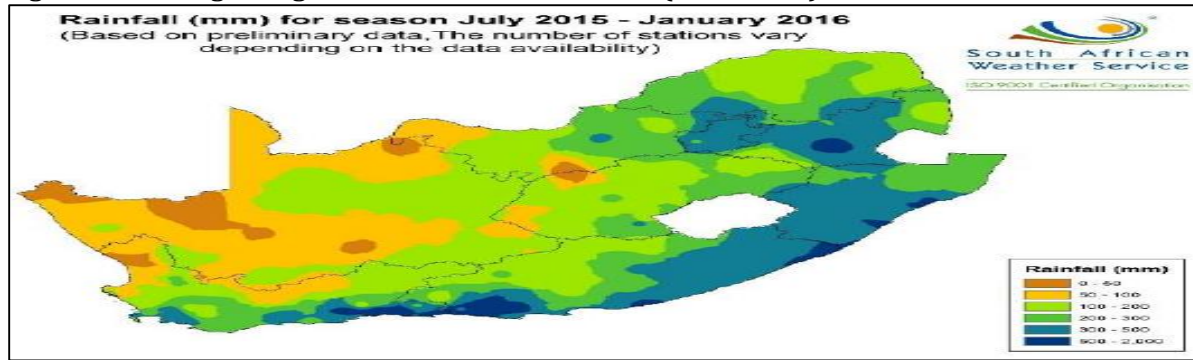 Rainfall (mm) for season July 2015 - January 2016
(Based on preliminary data,The number of stations vary
depending on the data availability)
South African
Weather Service
ISO 9001 Certified Organisation
Rainfall (mm)
0 - 50
50 - 100
100 - 200
200 - 300
300 - 500
500 - 2,000